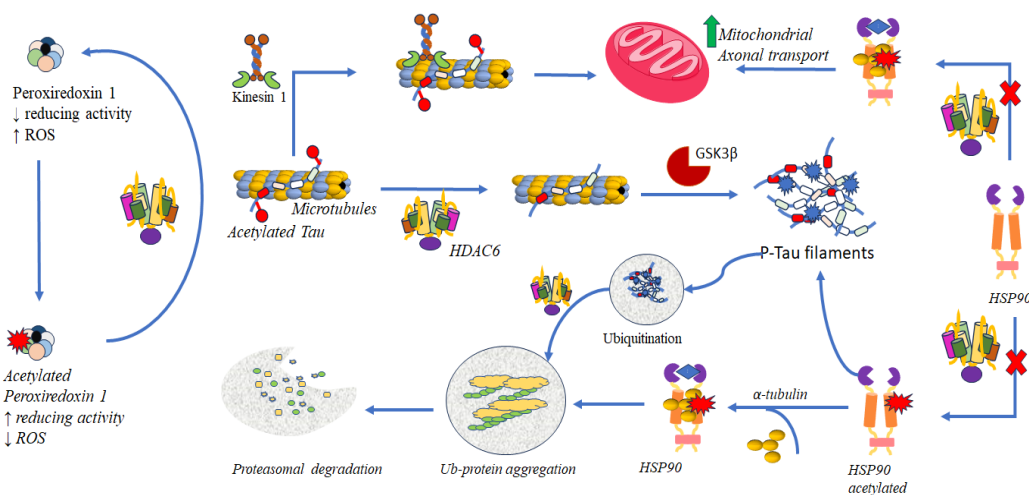 Mitochondrial
Axonal transport
Kinesin 1
Peroxiredoxin 1
↓ reducing activity
↑ ROS
GSK3β
Microtubules
Acetylated Tau
HDAC6
P-Tau filaments
HSP90
Ubiquitination
Acetylated
Peroxiredoxin 1
↑ reducing activity
↓ ROS
α-tubulin
Proteasomal degradation
Ub-protein aggregation
HSP90
HSP90
acetylated